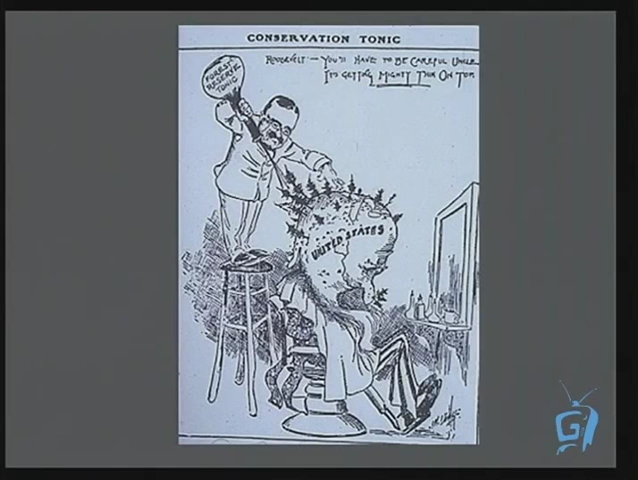 CONSERVATION TONIC
ROOSEVELT — YOU'LL HAVE TO BE CAREFUL UNCLE
ITS GETTING MIGHTY THIN ON TOP
FOREST
RESERVE
TONIC
UNITED STATES
G